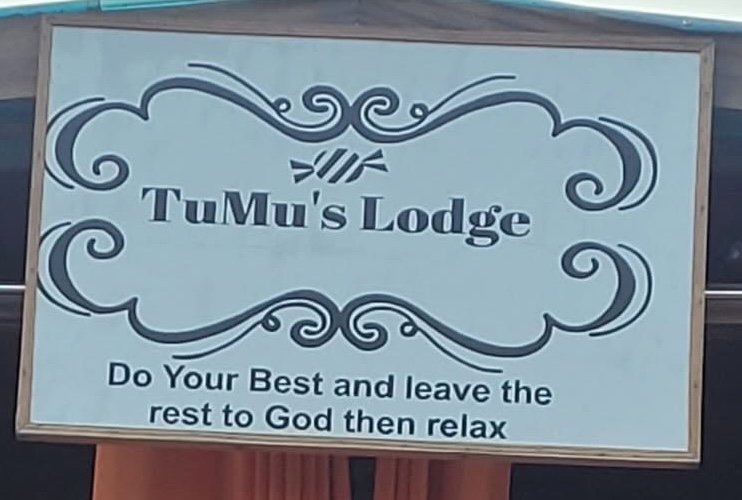 TuMu's Lodge
Do Your Best and leave the
rest to God then relax